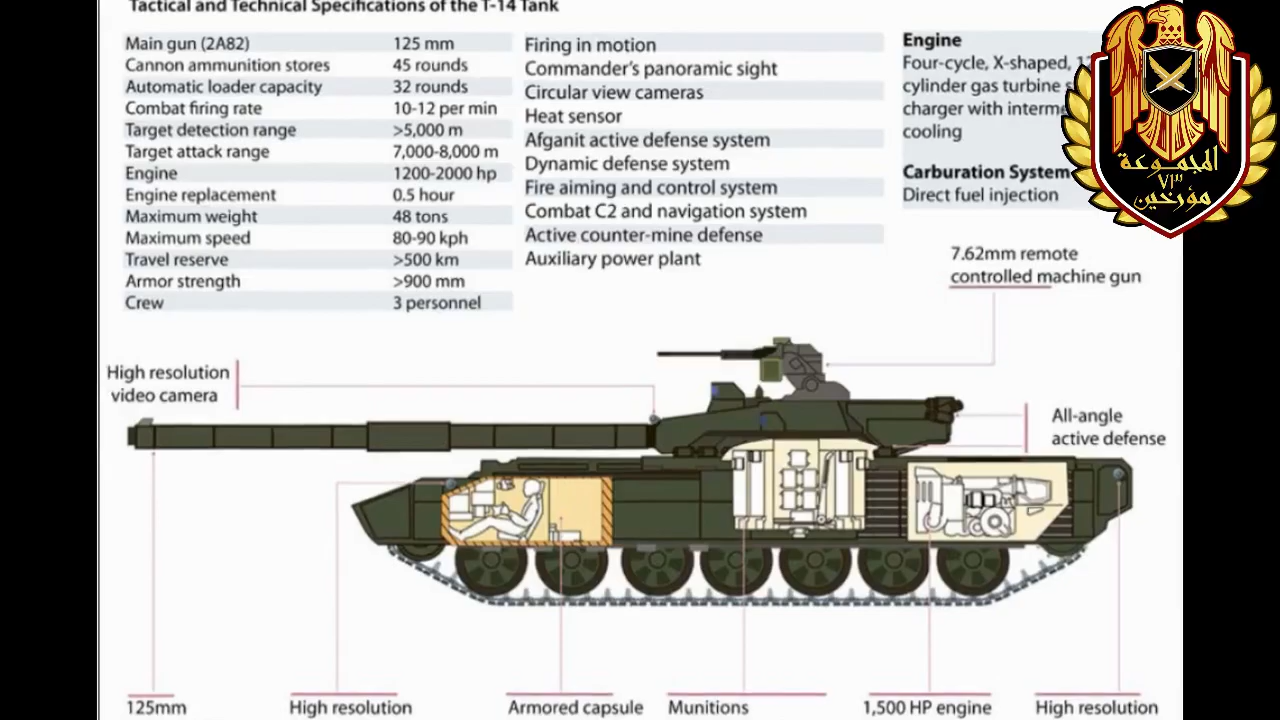 Tactical and Technical Specifications of the T-14 Tank
Main gun (2A82) 125 mm
Cannon ammunition stores 45 rounds
Automatic loader capacity 32 rounds
Combat firing rate 10-12 per min
Target detection range >5,000 m
Target attack range 7,000-8,000 m
Engine 1200-2000 hp
Engine replacement 0.5 hour
Maximum weight 48 tons
Maximum speed 80-90 kph
Travel reserve >500 km
Armor strength >900 mm
Crew 3 personnel
Firing in motion
Commander's panoramic sight
Circular view cameras
Heat sensor
Afganit active defense system
Dynamic defense system
Fire aiming and control system
Combat C2 and navigation system
Active counter-mine defense
Auxiliary power plant
Engine
Four-cycle, X-shaped,
cylinder gas turbine
charger with
cooling
Carburation System
Direct fuel injection
المجموعة
٧٣
مؤرخين
7.62mm remote
controlled machine gun
High resolution
video camera
All-angle
active defense
125mm
High resolution
Armored capsule
Munitions
1,500 HP engine
High resolution